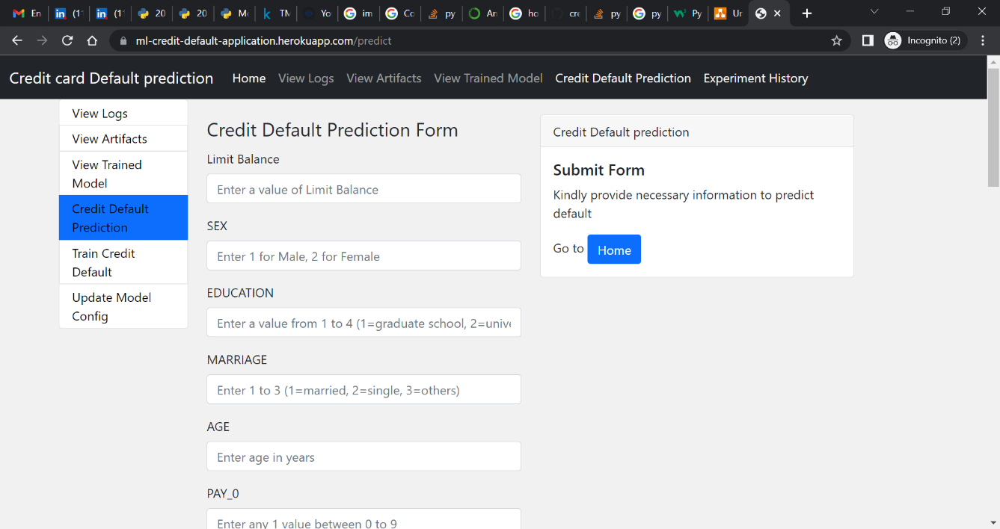 En (1 (1 20 20 Mo TM Yo im Co py An ho cre py py Py Un
ml-credit-default-application.herokuapp.com/predict
Incognito (2)
Credit card Default prediction Home View Logs View Artifacts View Trained Model Credit Default Prediction Experiment History
View Logs
View Artifacts
View Trained
Model
Credit Default
Prediction
Train Credit
Default
Update Model
Config
Credit Default Prediction Form
Limit Balance
Enter a value of Limit Balance
SEX
Enter 1 for Male, 2 for Female
EDUCATION
Enter a value from 1 to 4 (1=graduate school, 2=unive
MARRIAGE
Enter 1 to 3 (1=married, 2=single, 3=others)
AGE
Enter age in years
PAY_0
Enter any 1 value between 0 to 9
Credit Default prediction
Submit Form
Kindly provide necessary information to predict
default
Go to Home